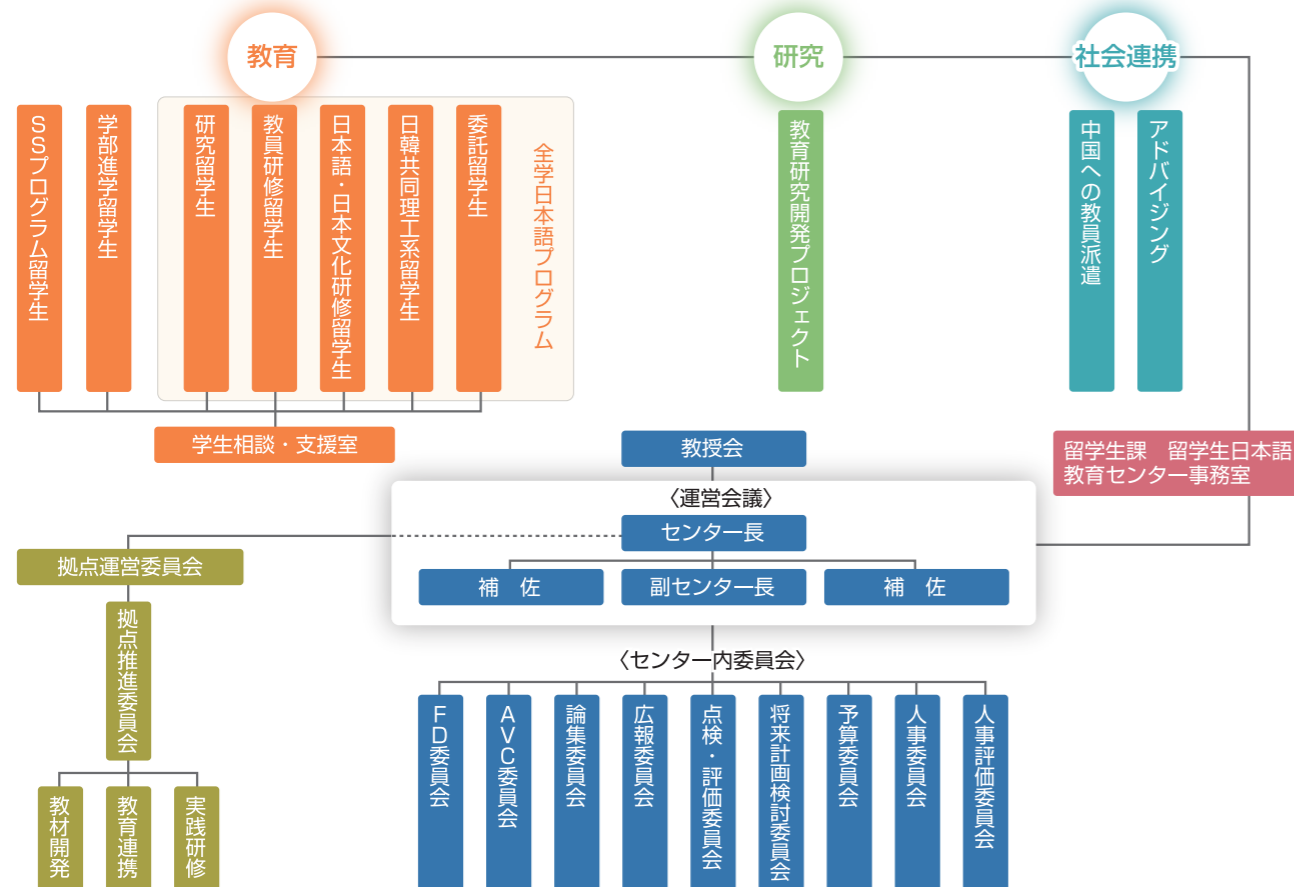 教育
研究
社会連携
SSプログラム留学生
学部進学留学生
研究留学生
教員研修留学生
日本語・日本文化研修留学生
日韓共同理工系留学生
委託留学生
全学日本語プログラム
教育研究開発プロジェクト
中国への教員派遣
アドバイジング
学生相談・支援室
教授会
留学生課　留学生日本語
教育センター事務室
〈運営会議〉
センター長
拠点運営委員会
補　佐
副センター長
補　佐
拠点推進委員会
〈センター内委員会〉
FD委員会
AVC委員会
論集委員会
広報委員会
点検・評価委員会
将来計画検討委員会
予算委員会
人事委員会
人事評価委員会
教材開発
教育連携
実践研修